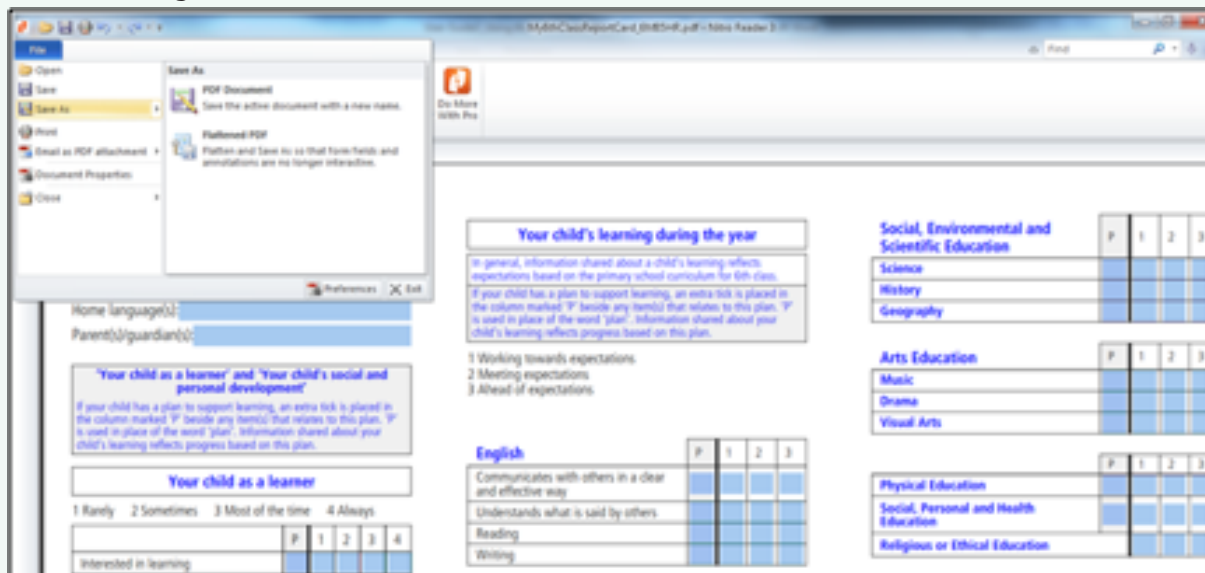 My6thClassReportCard_ENRESHR.pdf - Nitro Reader 3
File
Find
Open
Save
Save As
Print
Email as PDF attachment
Document Properties
Close
Save As
PDF Document
Save the active document with a new name.
Flattened PDF
Flatten and Save As so that form fields and
annotations are no longer interactive.
Preferences
Exit
Do More
With Pro
Home language(s):
Parent(s)/guardian(s):
'Your child as a learner' and 'Your child's social and
personal development'
If your child has a plan to support learning, an extra tick is placed in
the column marked 'P' beside any item(s) that relates to this plan. 'P'
is used in place of the word 'plan'. Information shared about your
child's learning reflects progress based on this plan.
Your child as a learner
1 Rarely 2 Sometimes 3 Most of the time 4 Always
P 1 2 3 4
Interested in learning
Your child's learning during the year
In general, information shared about a child's learning reflects
expectations based on the primary school curriculum for 6th class.
If your child has a plan to support learning, an extra tick is placed in
the column marked 'P' beside any item(s) that relates to this plan. 'P'
is used in place of the word 'plan'. Information shared about your
child's learning reflects progress based on this plan.
1 Working towards expectations
2 Meeting expectations
3 Ahead of expectations
English P 1 2 3
Communicates with others in a clear
and effective way
Understands what is said by others
Reading
Writing
Social, Environmental and
Scientific Education
P 1 2 3
Science
History
Geography
Arts Education P 1 2 3
Music
Drama
Visual Arts
P 1 2 3
Physical Education
Social, Personal and Health
Education
Religious or Ethical Education